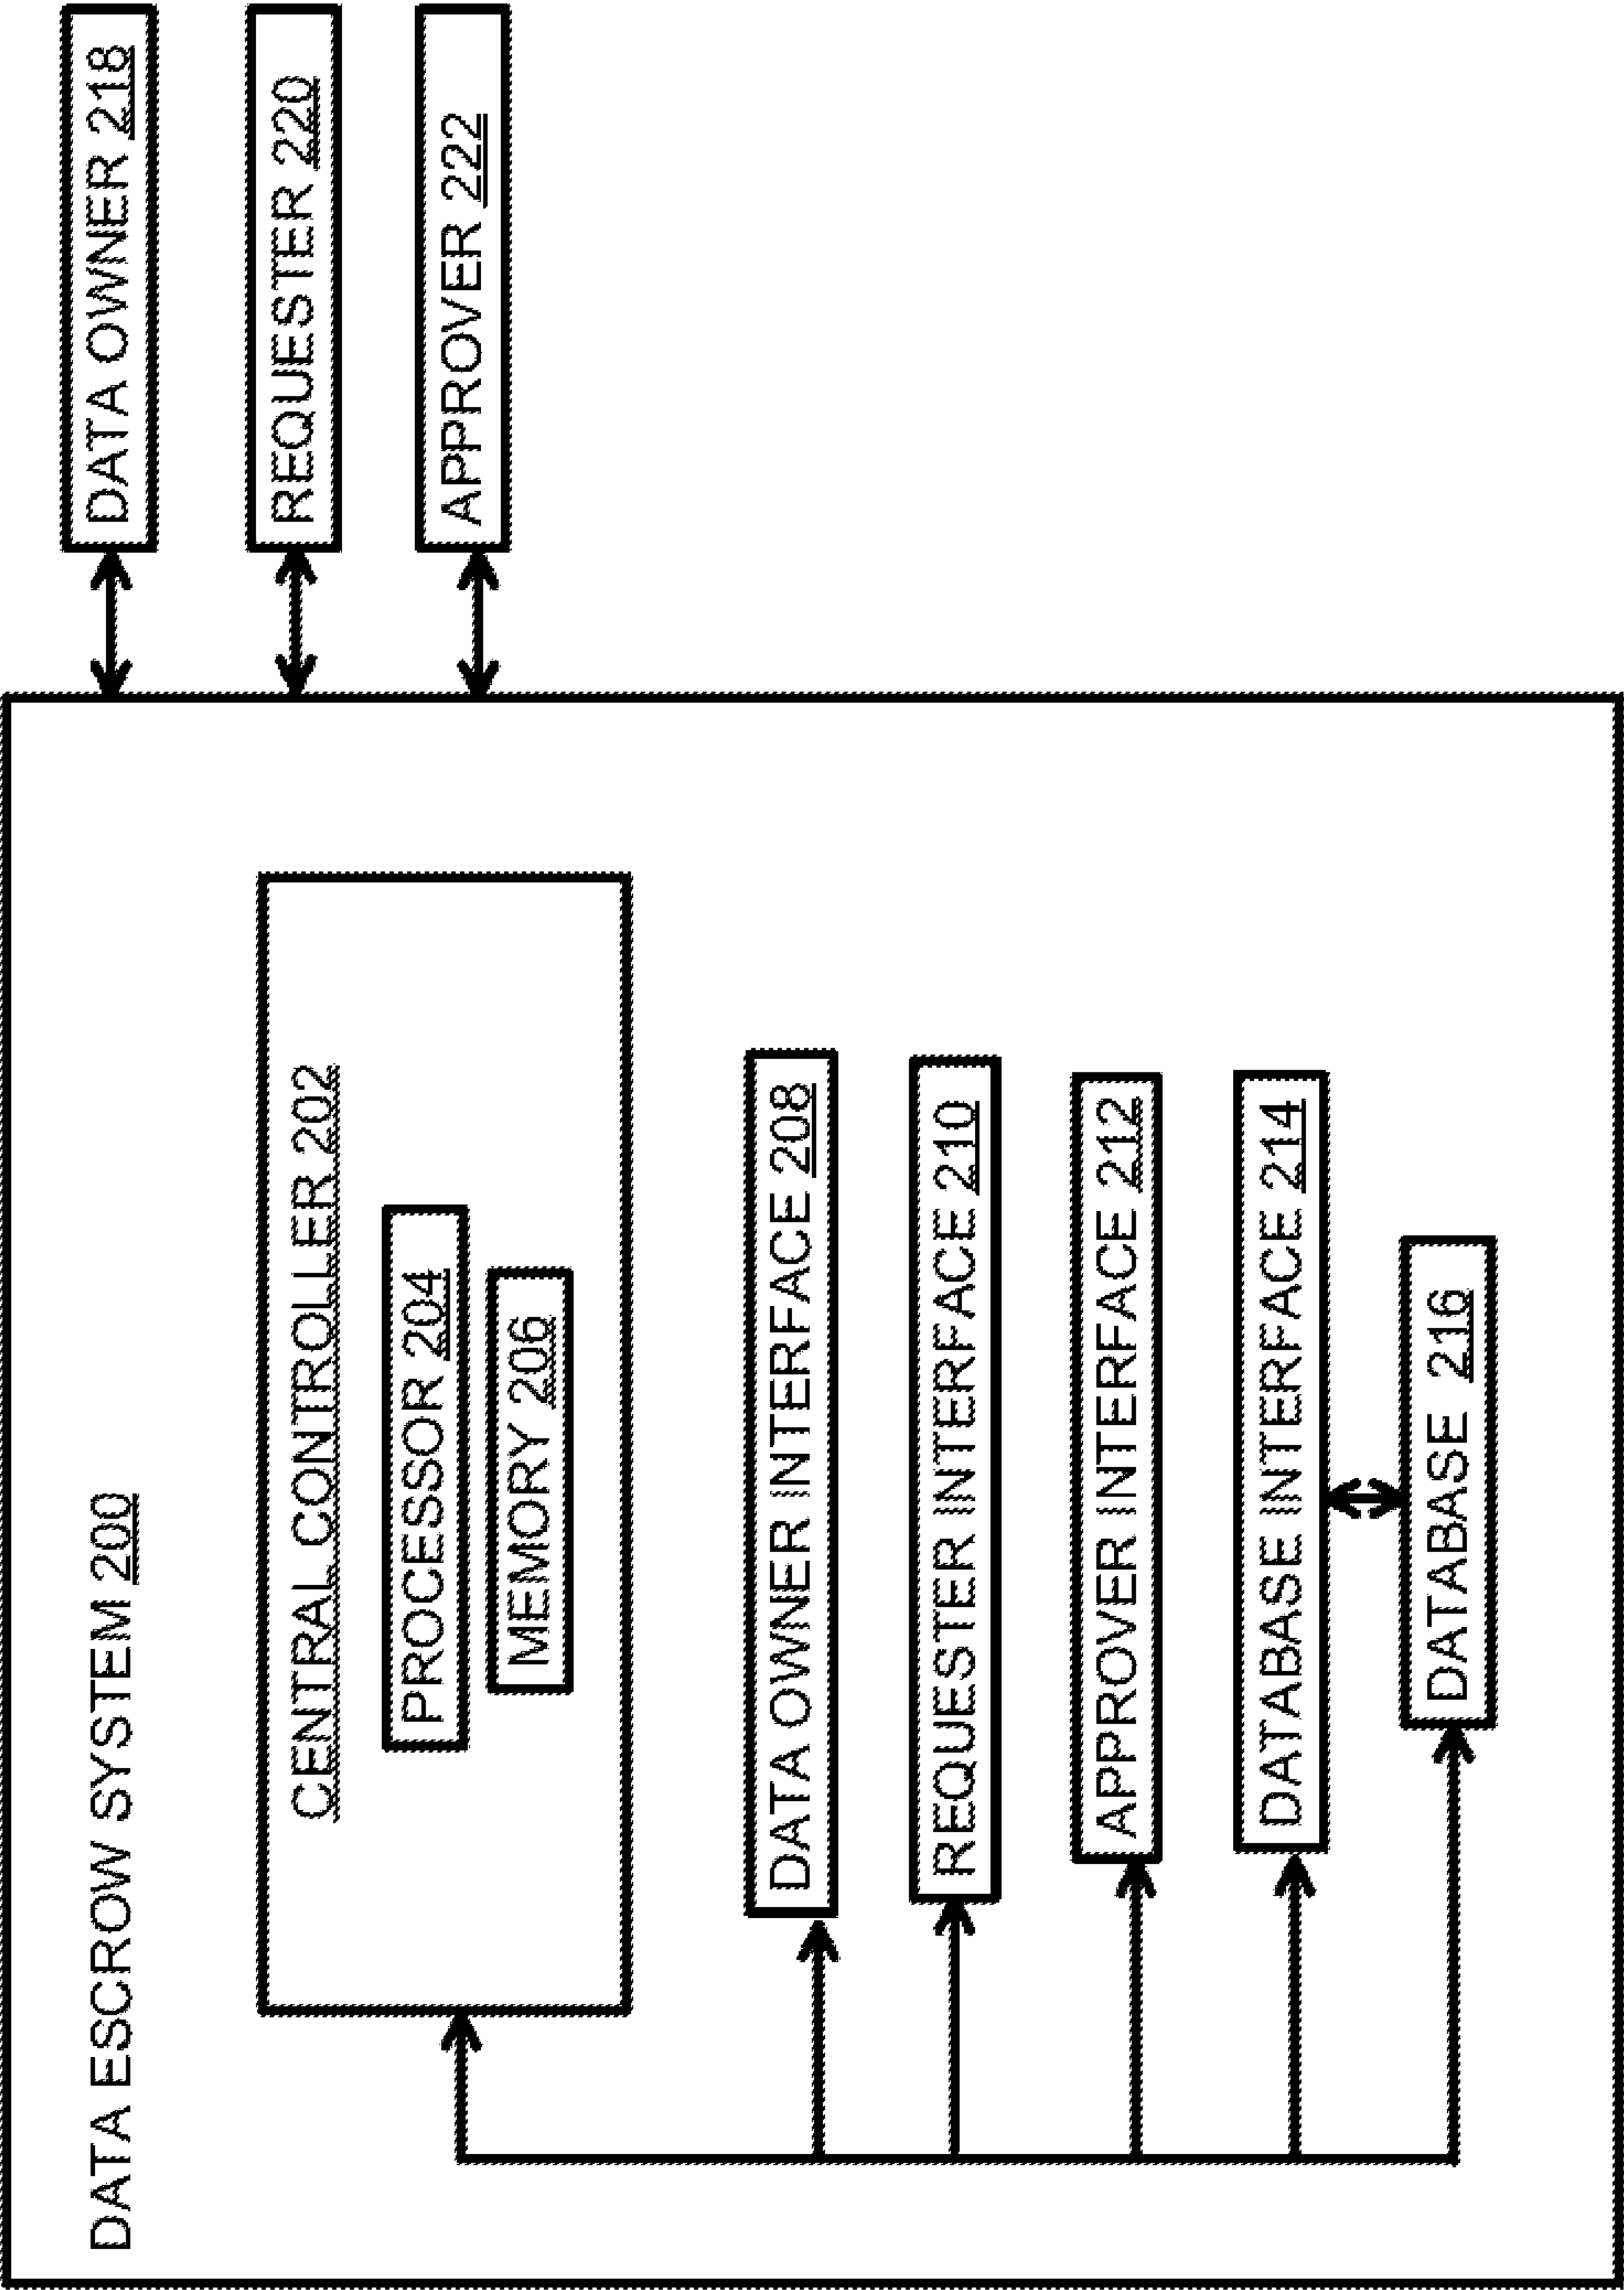 DATA ESCROW SYSTEM 200
CENTRAL CONTROLLER 202
PROCESSOR 204
MEMORY 206
DATA OWNER INTERFACE 208
REQUESTER INTERFACE 210
APPROVER INTERFACE 212
DATABASE INTERFACE 214
DATABASE 216
DATA OWNER 218
REQUESTER 220
APPROVER 222